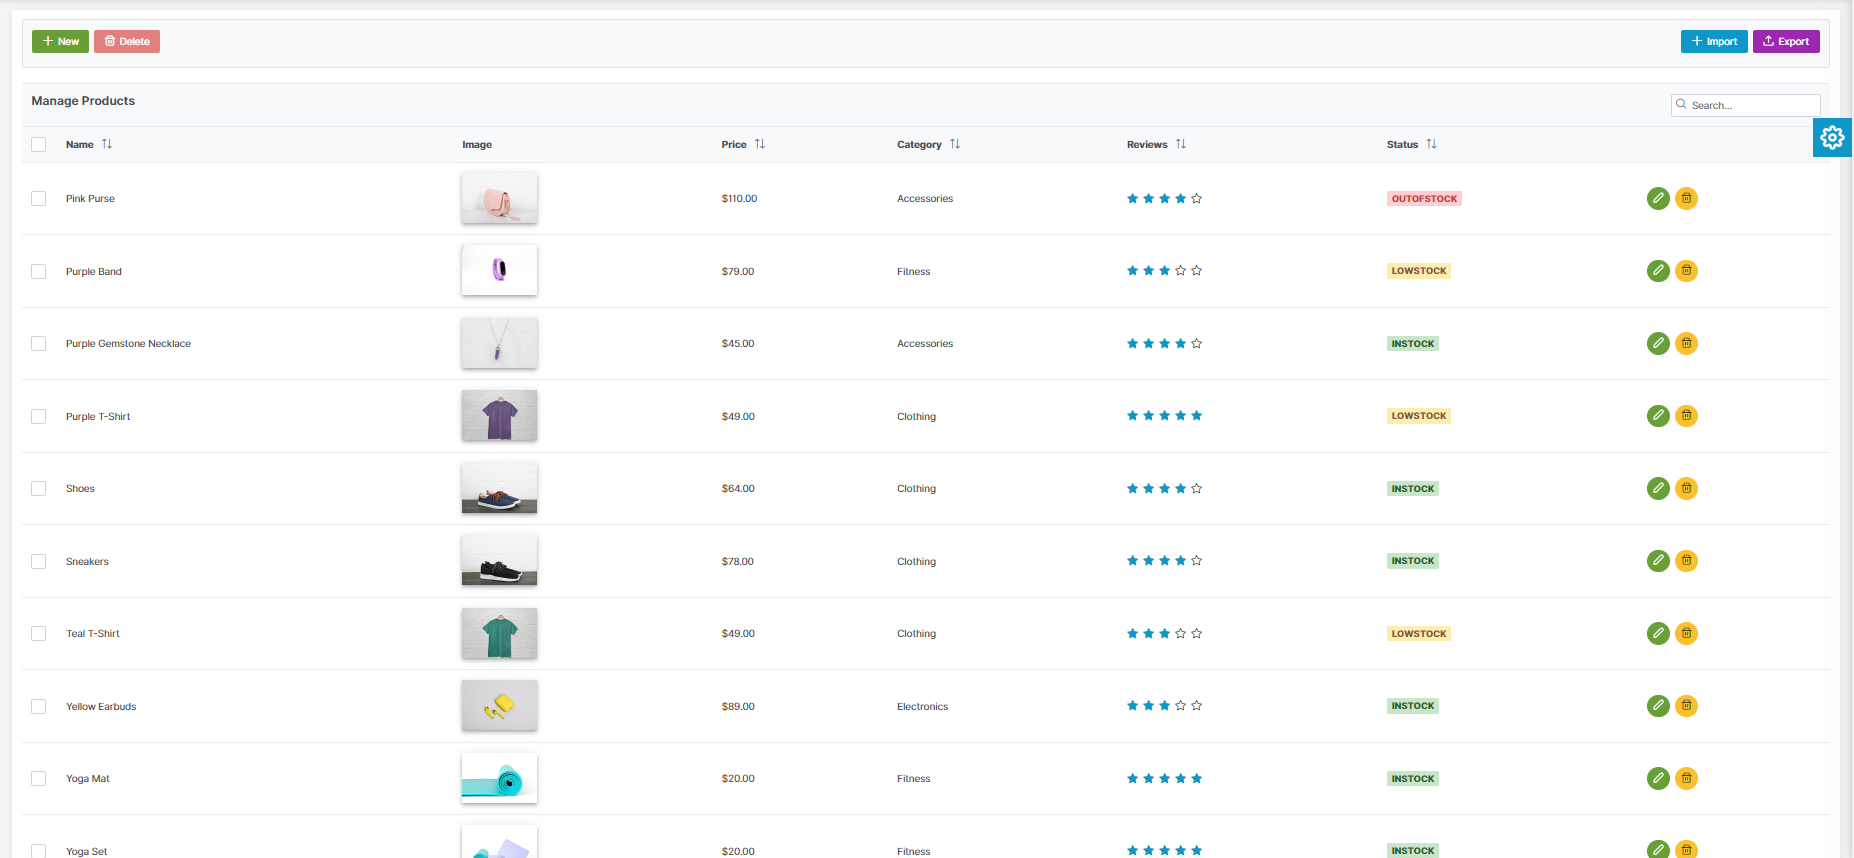 New Delete Import Export
Manage Products
Search...
Name Image Price Category Reviews Status
Pink Purse $110.00 Accessories OUTOFSTOCK
Purple Band $79.00 Fitness LOWSTOCK
Purple Gemstone Necklace $45.00 Accessories INSTOCK
Purple T-Shirt $49.00 Clothing LOWSTOCK
Shoes $64.00 Clothing INSTOCK
Sneakers $78.00 Clothing INSTOCK
Teal T-Shirt $49.00 Clothing LOWSTOCK
Yellow Earbuds $89.00 Electronics INSTOCK
Yoga Mat $20.00 Fitness INSTOCK
Yoga Set $20.00 Fitness INSTOCK